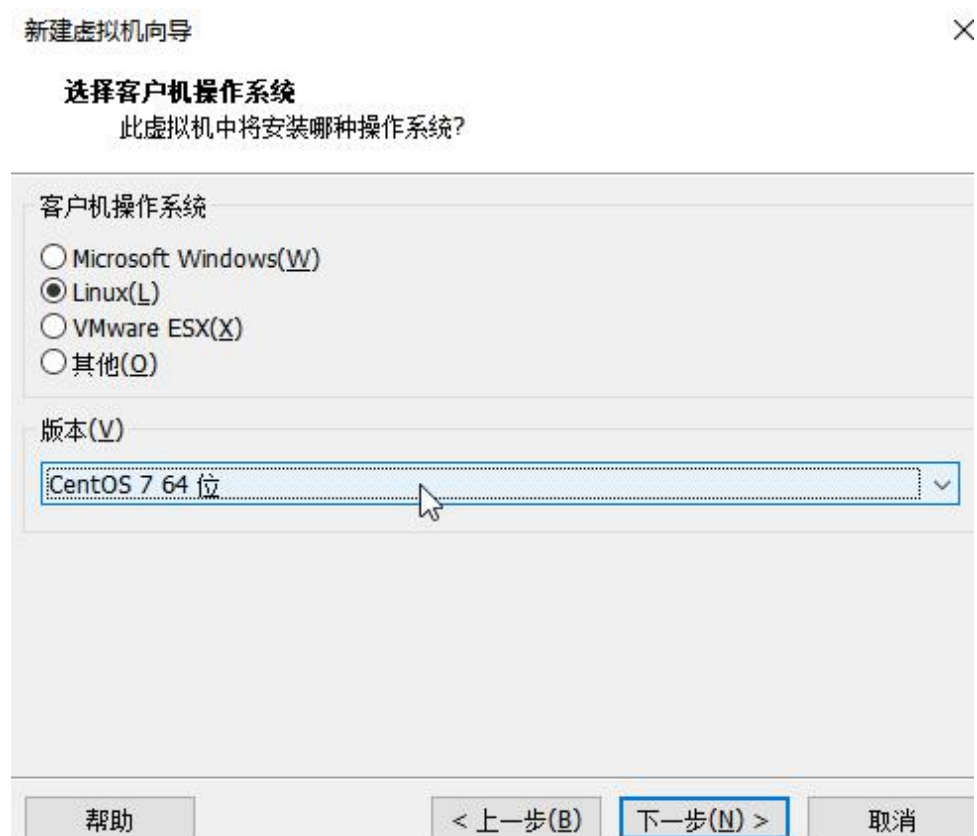 新建虚拟机向导
选择客户机操作系统
此虚拟机中将安装哪种操作系统?
客户机操作系统
Microsoft Windows(W)
Linux(L)
VMware ESX(X)
其他(O)
版本(V)
CentOS 7 64 位
帮助
< 上一步(B)
下一步(N) >
取消